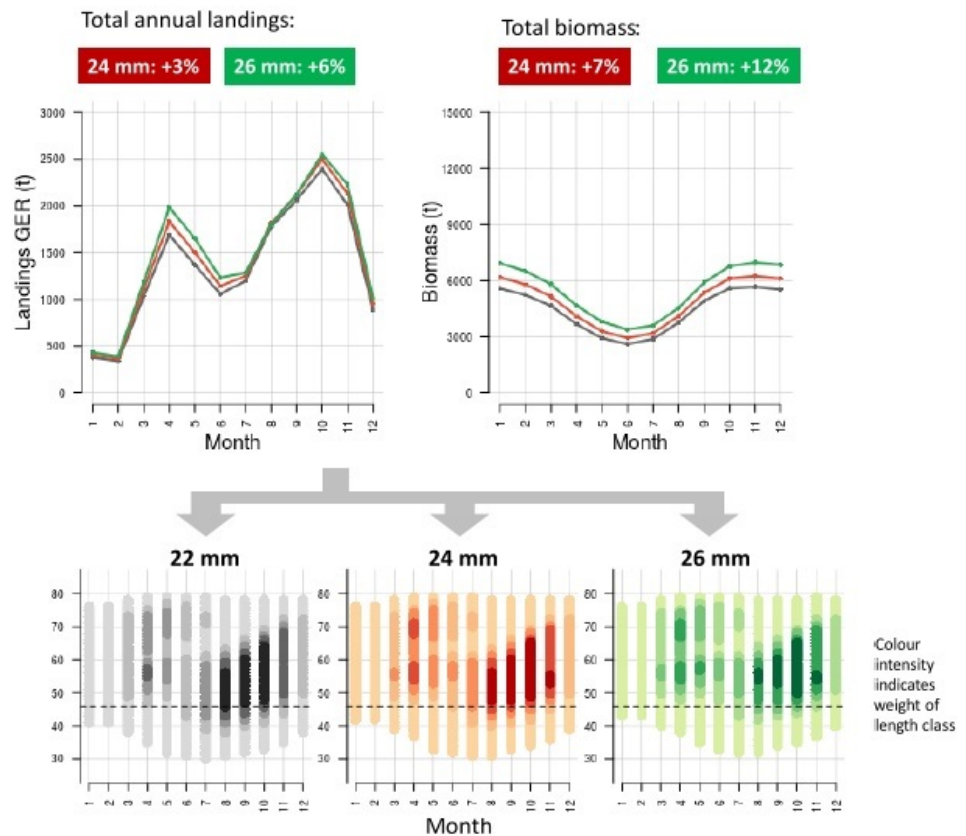 Total annual landings:
Total biomass:
24 mm: +3%
26 mm: +6%
24 mm: +7%
26 mm: +12%
Landings GER (t)
3000
2500
2000
1500
1000
500
0
1 2 3 4 5 6 7 8 9 10 11 12
Month
Biomass (t)
15000
12000
9000
6000
3000
0
1 2 3 4 5 6 7 8 9 10 11 12
Month
22 mm
24 mm
26 mm
80
70
60
50
40
30
1 2 3 4 5 6 7 8 9 10 11 12
80
70
60
50
40
30
1 2 3 4 5 6 7 8 9 10 11 12
80
70
60
50
40
30
1 2 3 4 5 6 7 8 9 10 11 12
Month
Colour
intensity
indicates
weight of
length class